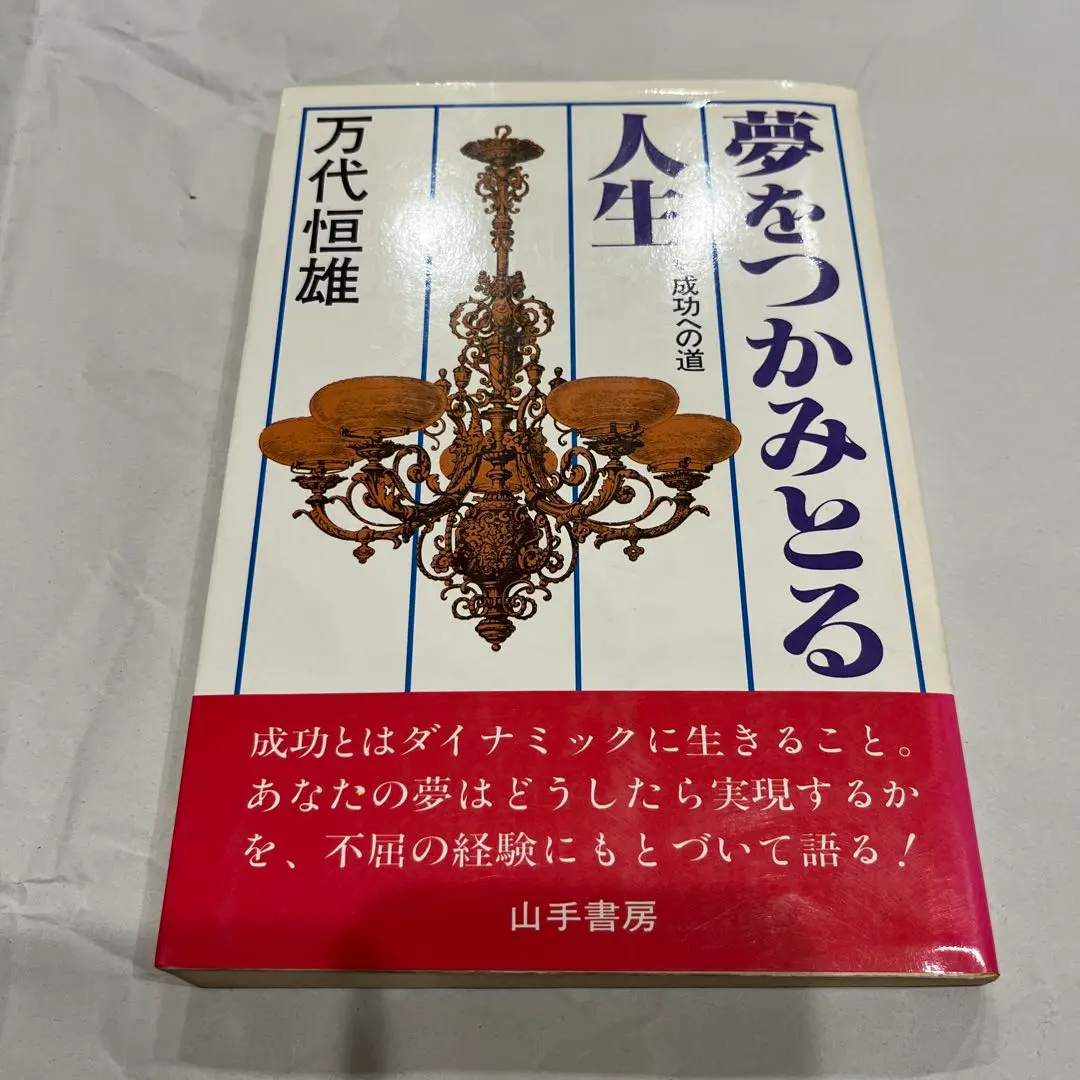 夢をつかみとる
人生
成功への道
万代恒雄
成功とはダイナミックに生きること。
あなたの夢はどうしたら実現するか
を、不屈の経験にもとづいて語る!
山手書房